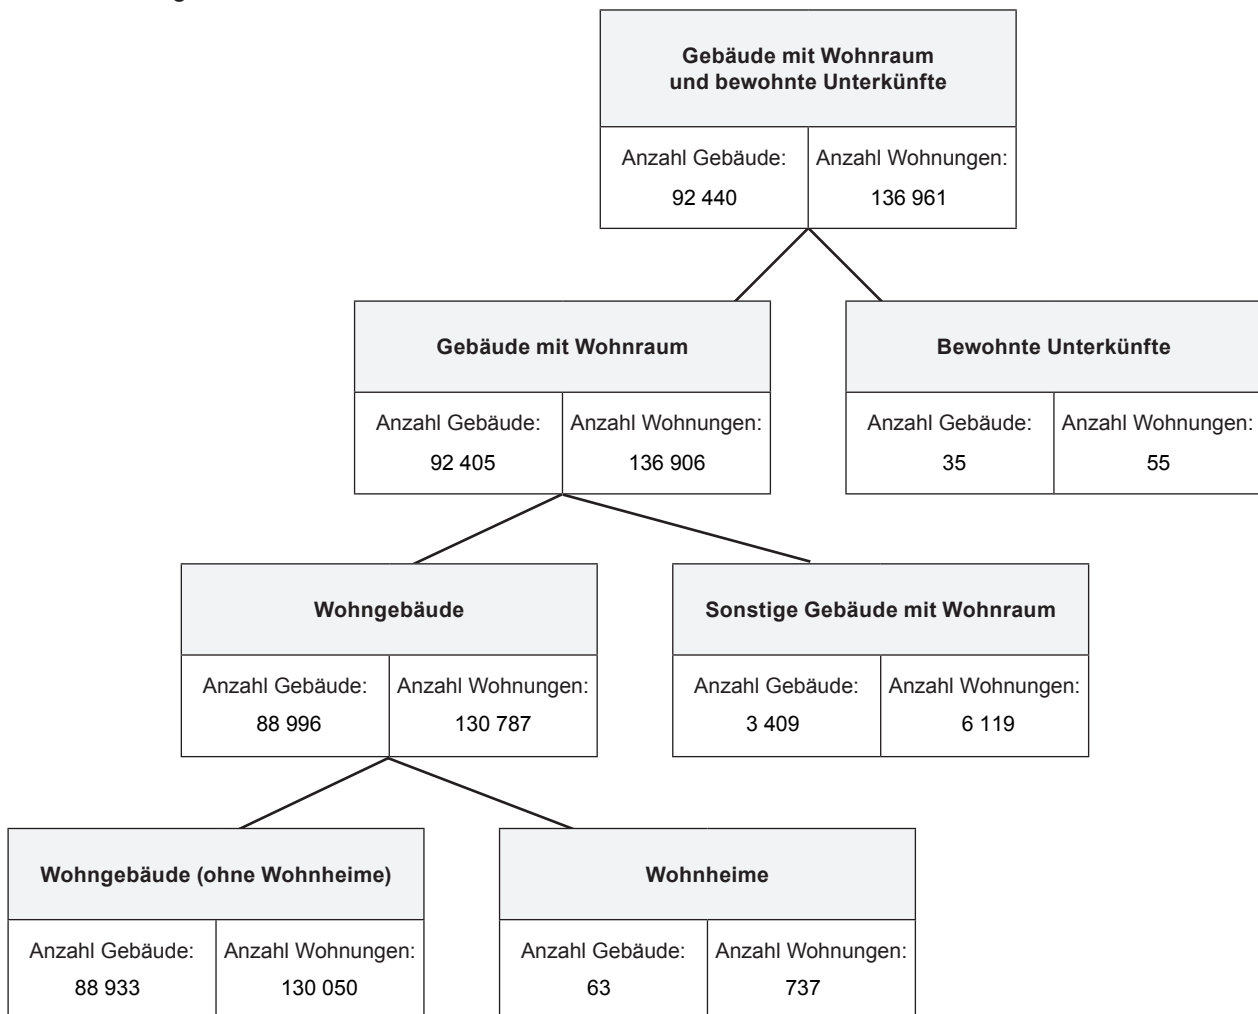 Gebäude mit Wohnraum
und bewohnte Unterkünfte
Anzahl Gebäude: Anzahl Wohnungen:
92 440 136 961
Gebäude mit Wohnraum Bewohnte Unterkünfte
Anzahl Gebäude: Anzahl Wohnungen: Anzahl Gebäude: Anzahl Wohnungen:
92 405 136 906 35 55
Wohngebäude Sonstige Gebäude mit Wohnraum
Anzahl Gebäude: Anzahl Wohnungen: Anzahl Gebäude: Anzahl Wohnungen:
88 996 130 787 3 409 6 119
Wohngebäude (ohne Wohnheime) Wohnheime
Anzahl Gebäude: Anzahl Wohnungen: Anzahl Gebäude: Anzahl Wohnungen:
88 933 130 050 63 737